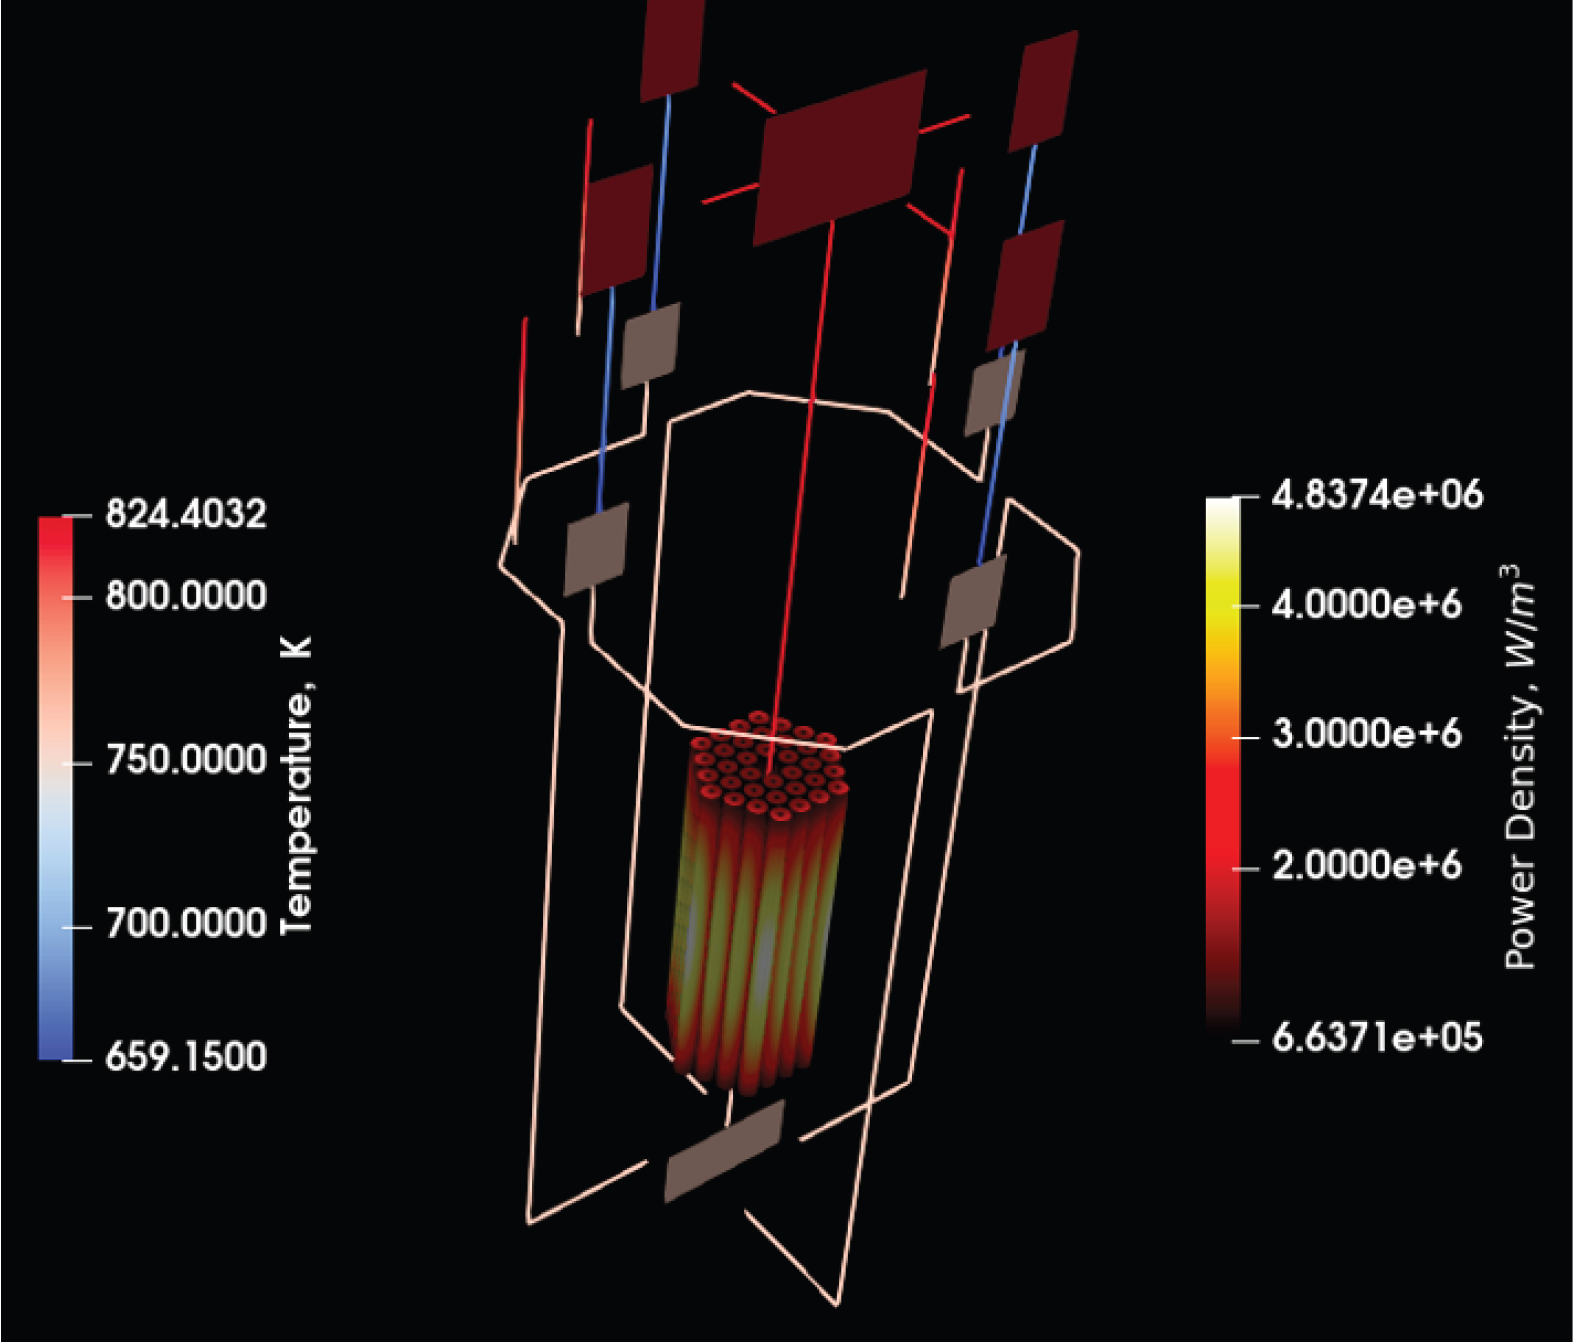 824.4032
800.0000
750.0000
700.0000
659.1500
Temperature, K
4.8374e+06
4.0000e+6
3.0000e+6
2.0000e+6
6.6371e+05
Power Density, W/m³